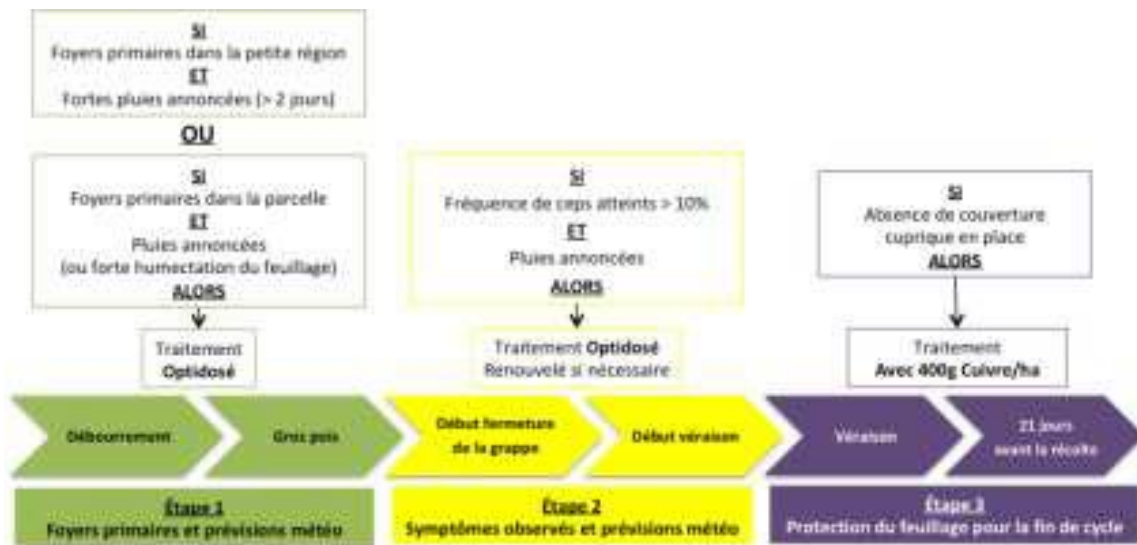 SI
Foyers primaires dans la petite région
ET
Fortes pluies annoncées (> 2 jours)
OU
SI
Foyers primaires dans la parcelle
ET
Pluies annoncées
(ou forte humectation du feuillage)
ALORS
Traitement
Optidosé
SI
Fréquence de ceps atteints > 10%
ET
Pluies annoncées
ALORS
Traitement Optidosé
Renouvelé si nécessaire
SI
Absence de couverture
cuprique en place
ALORS
Traitement
Avec 400g Cuivre/ha
Débourrement
Gros pois
Début fermeture
de la grappe
Début véraison
Véraison
21 jours
avant la récolte
Étape 1
Foyers primaires et prévisions météo
Étape 2
Symptômes observés et prévisions météo
Étape 3
Protection du feuillage pour la fin de cycle